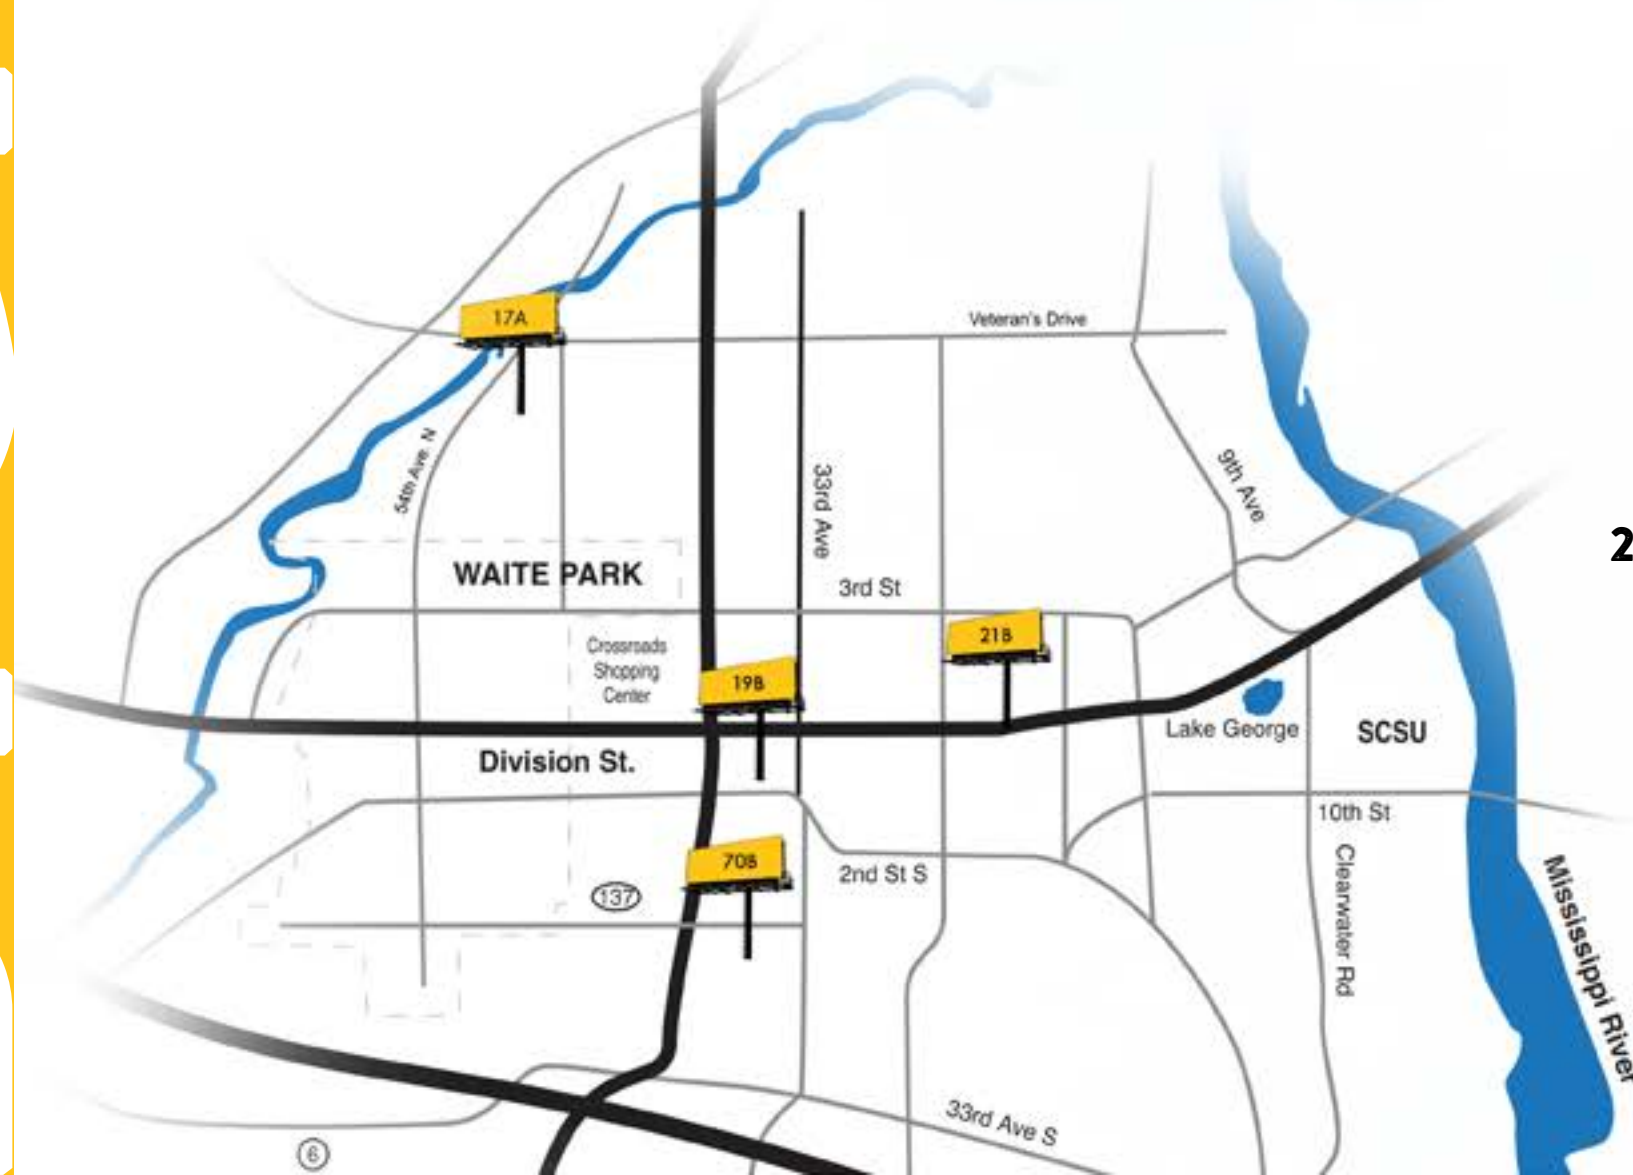 17A
Veteran's Drive
54th Ave. N
33rd Ave
9th Ave
2
WAITE PARK
3rd St
21B
Crossroads
Shopping
Center
19B
Lake George
SCSU
Division St.
10th St
70B
2nd St S
137
Clearwater Rd
Mississippi River
33rd Ave S
6